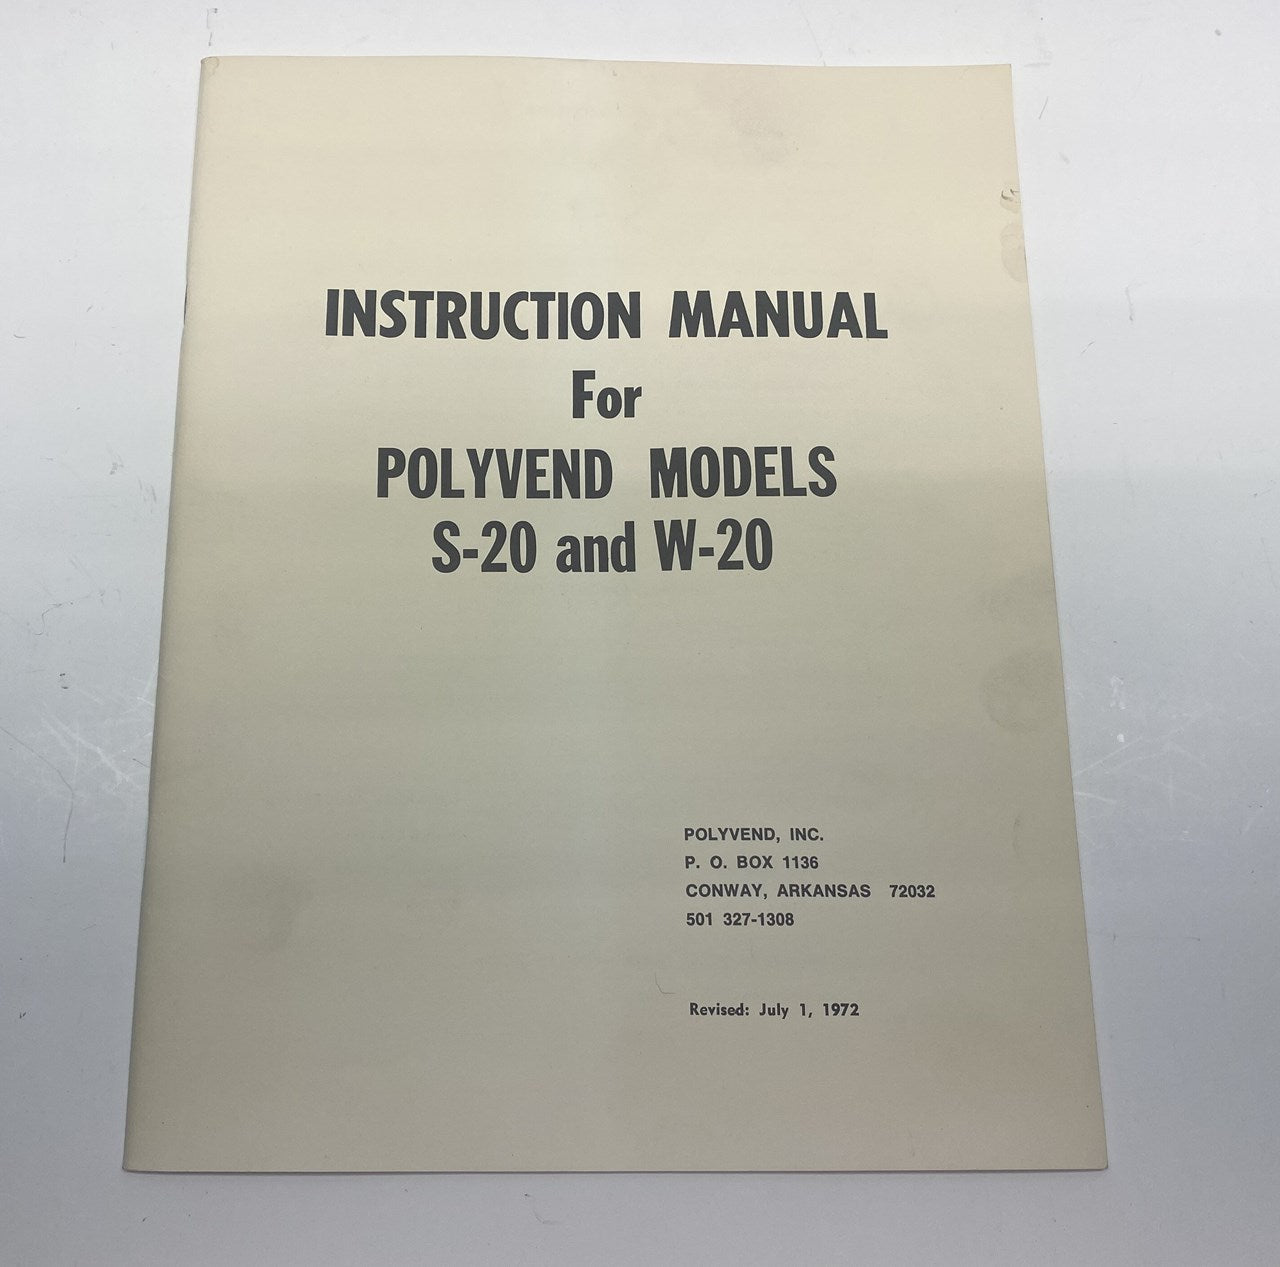 INSTRUCTION MANUAL
For
POLYVEND MODELS
S-20 and W-20
POLYVEND, INC.
P. O. BOX 1136
CONWAY, ARKANSAS 72032
501 327-1308
Revised: July 1, 1972